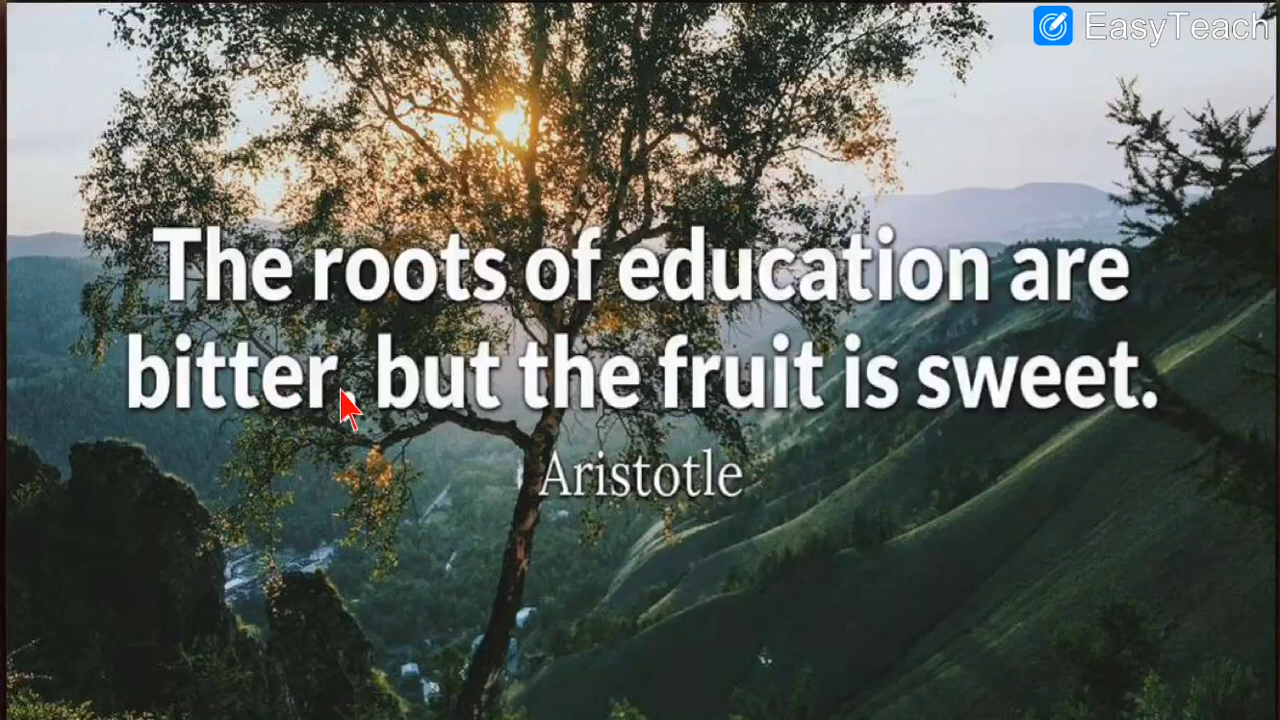 EasyTeach
The roots of education are
bitter, but the fruit is sweet.
Aristotle